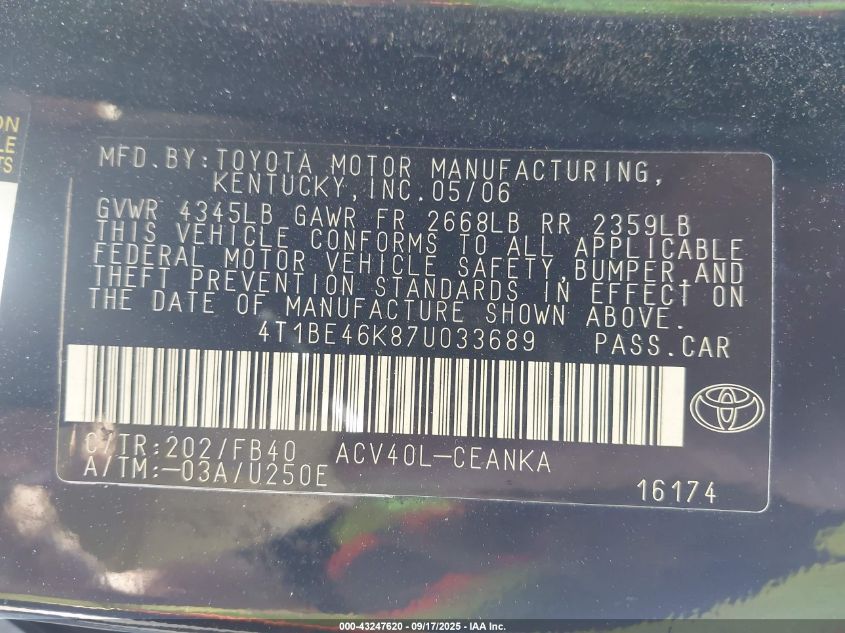 ON
LE
TS
MFD.BY:TOYOTA MOTOR MANUFACTURING,
KENTUCKY,INC.05/06
GVWR 4345LB GAWR FR 2668LB RR 2359LB
THIS VEHICLE CONFORMS TO ALL APPLICABLE
FEDERAL MOTOR VEHICLE SAFETY,BUMPER,AND
THEFT PREVENTION STANDARDS IN EFFECT ON
THE DATE OF MANUFACTURE SHOWN ABOVE.
4T1BE46K87U033689 PASS.CAR
C/TR:202/FB40 ACV40L-CEANKA
A/TM:-03A/U250E
16174
000-43247620 - 09/17/2025 - IAA Inc.